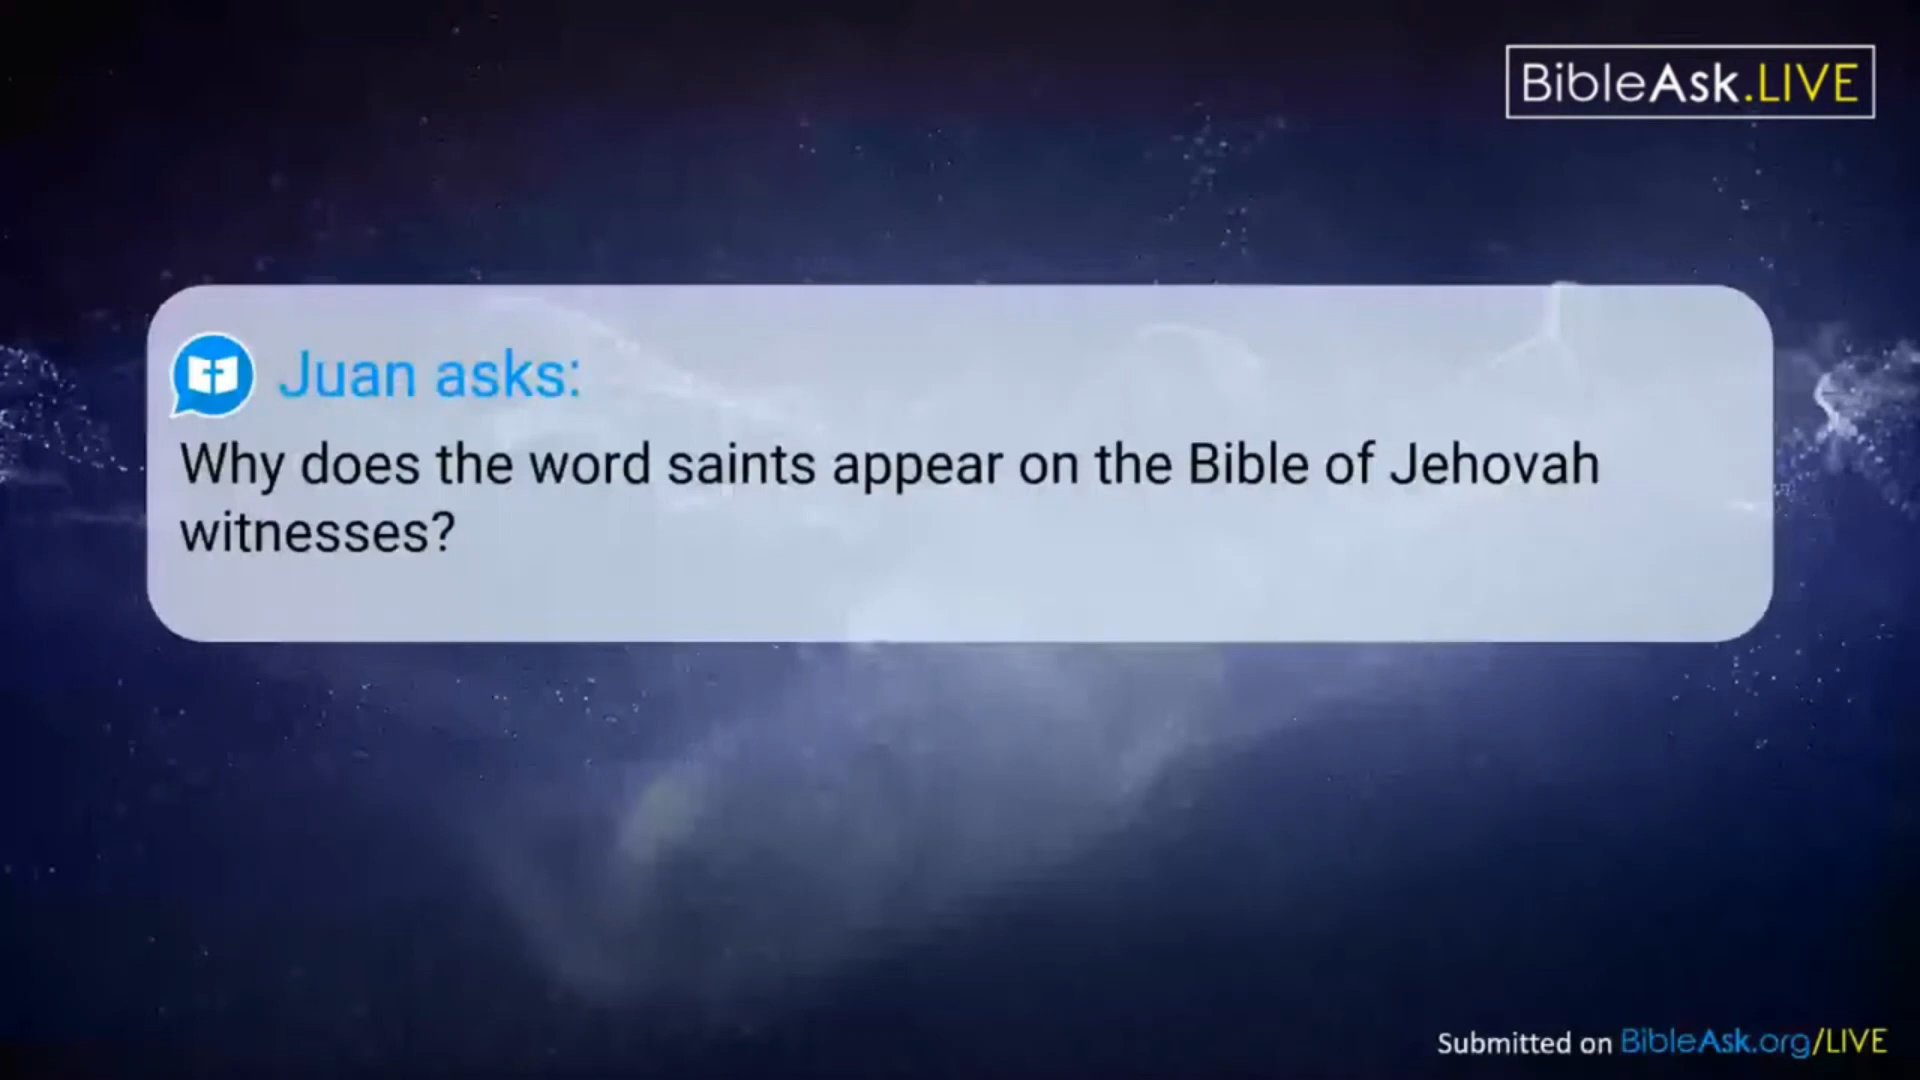 BibleAsk.LIVE
Juan asks:
Why does the word saints appear on the Bible of Jehovah
witnesses?
Submitted on BibleAsk.org/LIVE